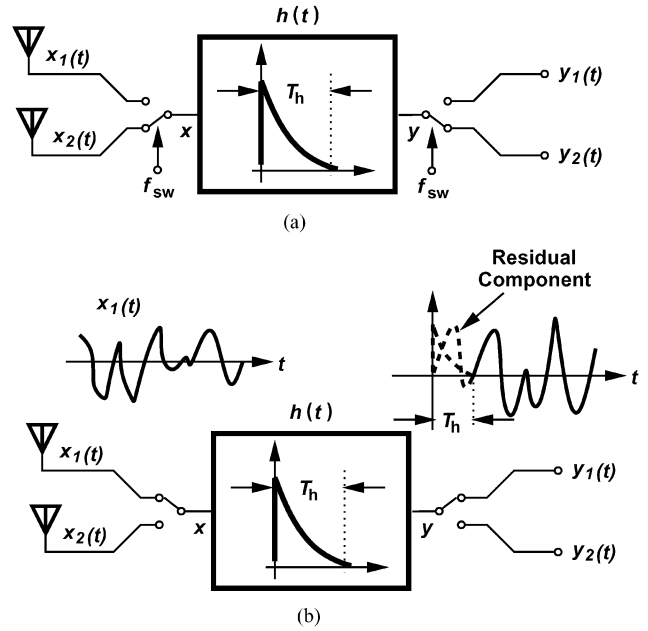 h(t)
x1(t)
x2(t)
Th
x
y
y1(t)
y2(t)
fsw
fsw
(a)
Residual
Component
x1(t)
t
t
Th
h(t)
x1(t)
x2(t)
Th
x
y
y1(t)
y2(t)
(b)